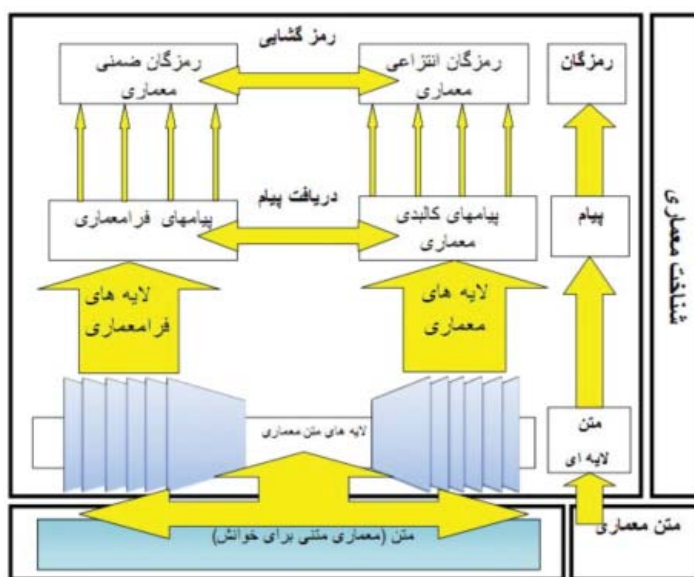 رمز گشایی
رمزگان
رمزگان انتزاعی
معماری
رمزگان ضمنی
معماری
دریافت پیام
پیام
پیامهای کالبدی
معماری
پیامهای فرامعماری
شناخت معماری
لایه های
معماری
لایه های
فرامعماری
متن
لایه ای
لایه های متن معماری
متن معماری
متن (معماری متنی برای خوانش)